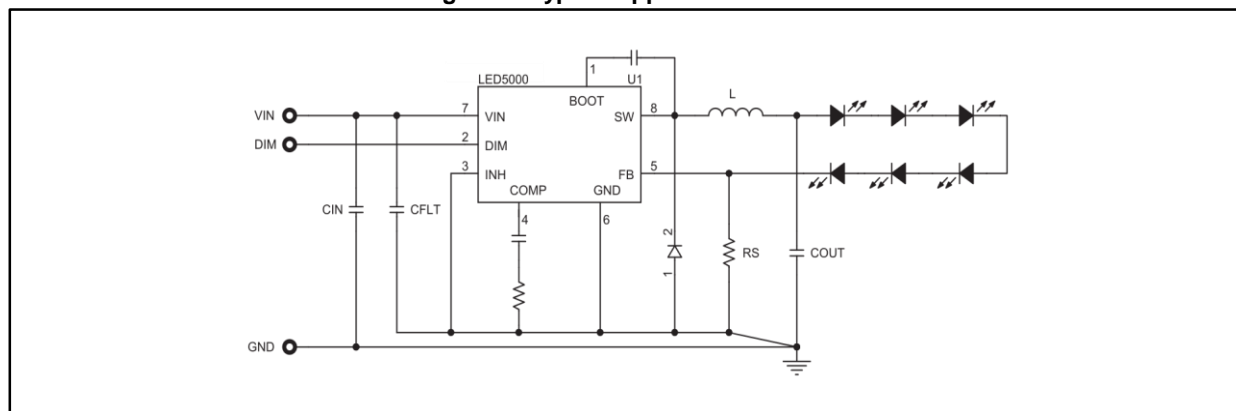 LED5000
U1
1
BOOT
L
VIN
7
VIN
SW
8
DIM
2
DIM
3
INH
FB
5
COMP
GND
CIN
CFLT
4
6
2
1
RS
COUT
GND